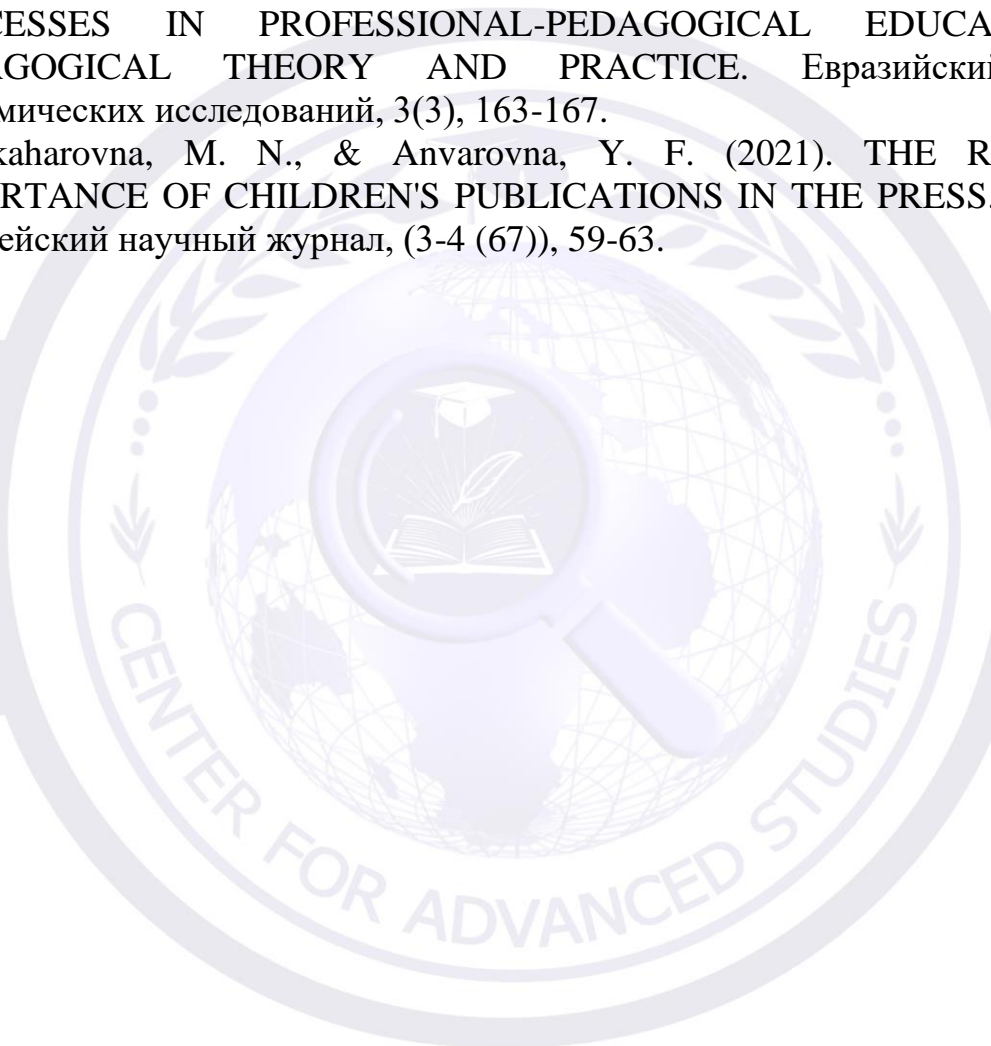 CESSES IN PROFESSIONAL-PEDAGOGICAL EDUCA
AGOGICAL THEORY AND PRACTICE. Евразийский
мических исследований, 3(3), 163-167.
kaharovna, M. N., & Anvarovna, Y. F. (2021). THE R
RTANCE OF CHILDREN'S PUBLICATIONS IN THE PRESS.
ейский научный журнал, (3-4 (67)), 59-63.
CENTER FOR ADVANCED STUDIES